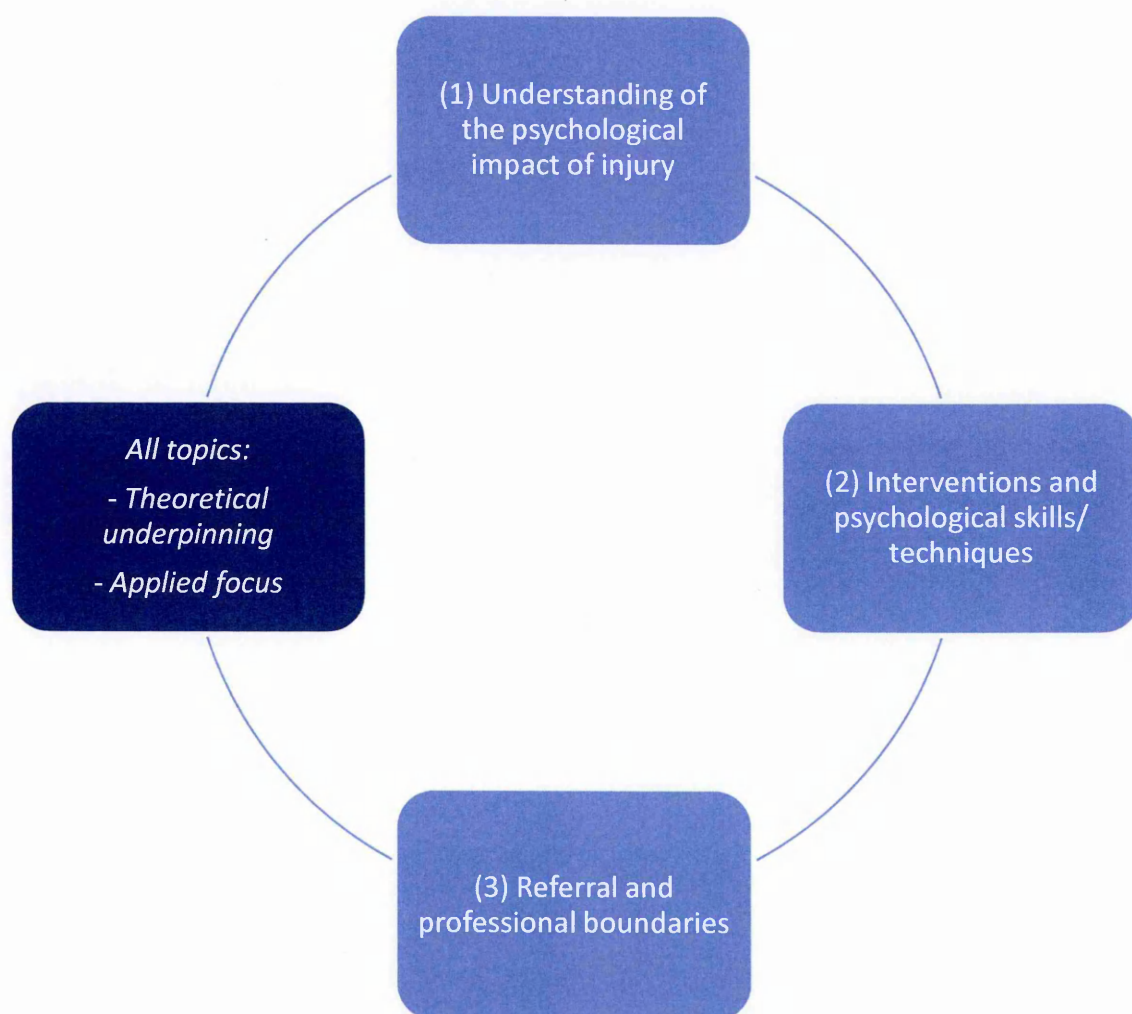 (1) Understanding of
the psychological
impact of injury
All topics:
- Theoretical
underpinning
- Applied focus
(2) Interventions and
psychological skills/
techniques
(3) Referral and
professional boundaries